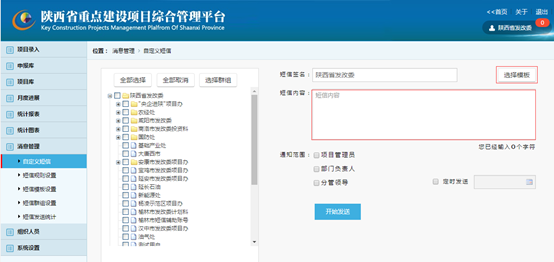 陕西省重点建设项目综合管理平台
Key Construction Projects Management Platfrom Of Shaanxi Province
<<首页 关于 退出
陕西省发改委 0
项目录入
申报库
项目库
月度进展
统计报表
统计图表
消息管理
自定义短信
短信规则设置
短信模板设置
短信群组设置
短信发送统计
组织人员
系统设置
位置： 消息管理 > 自定义短信
全部选择 全部取消 选择群组
陕西省发改委
"央企进陕"项目办
农经处
咸阳市发改委
商洛市发改委投资科
国防处
基础产业处
大唐西市
安康市发改委项目办
宝鸡市发改委项目办
延安市发改委项目办
延长石油
新能源处
杨凌示范区项目办
榆林市发改委计划科
榆林市短信辅助账号
汉中市发改委项目办
油气处
短信签名： 陕西省发改委 选择模板
短信内容： 短信内容
您已经输入0个字符
通知范围： 项目管理员
部门负责人
分管领导 定时发送
开始发送